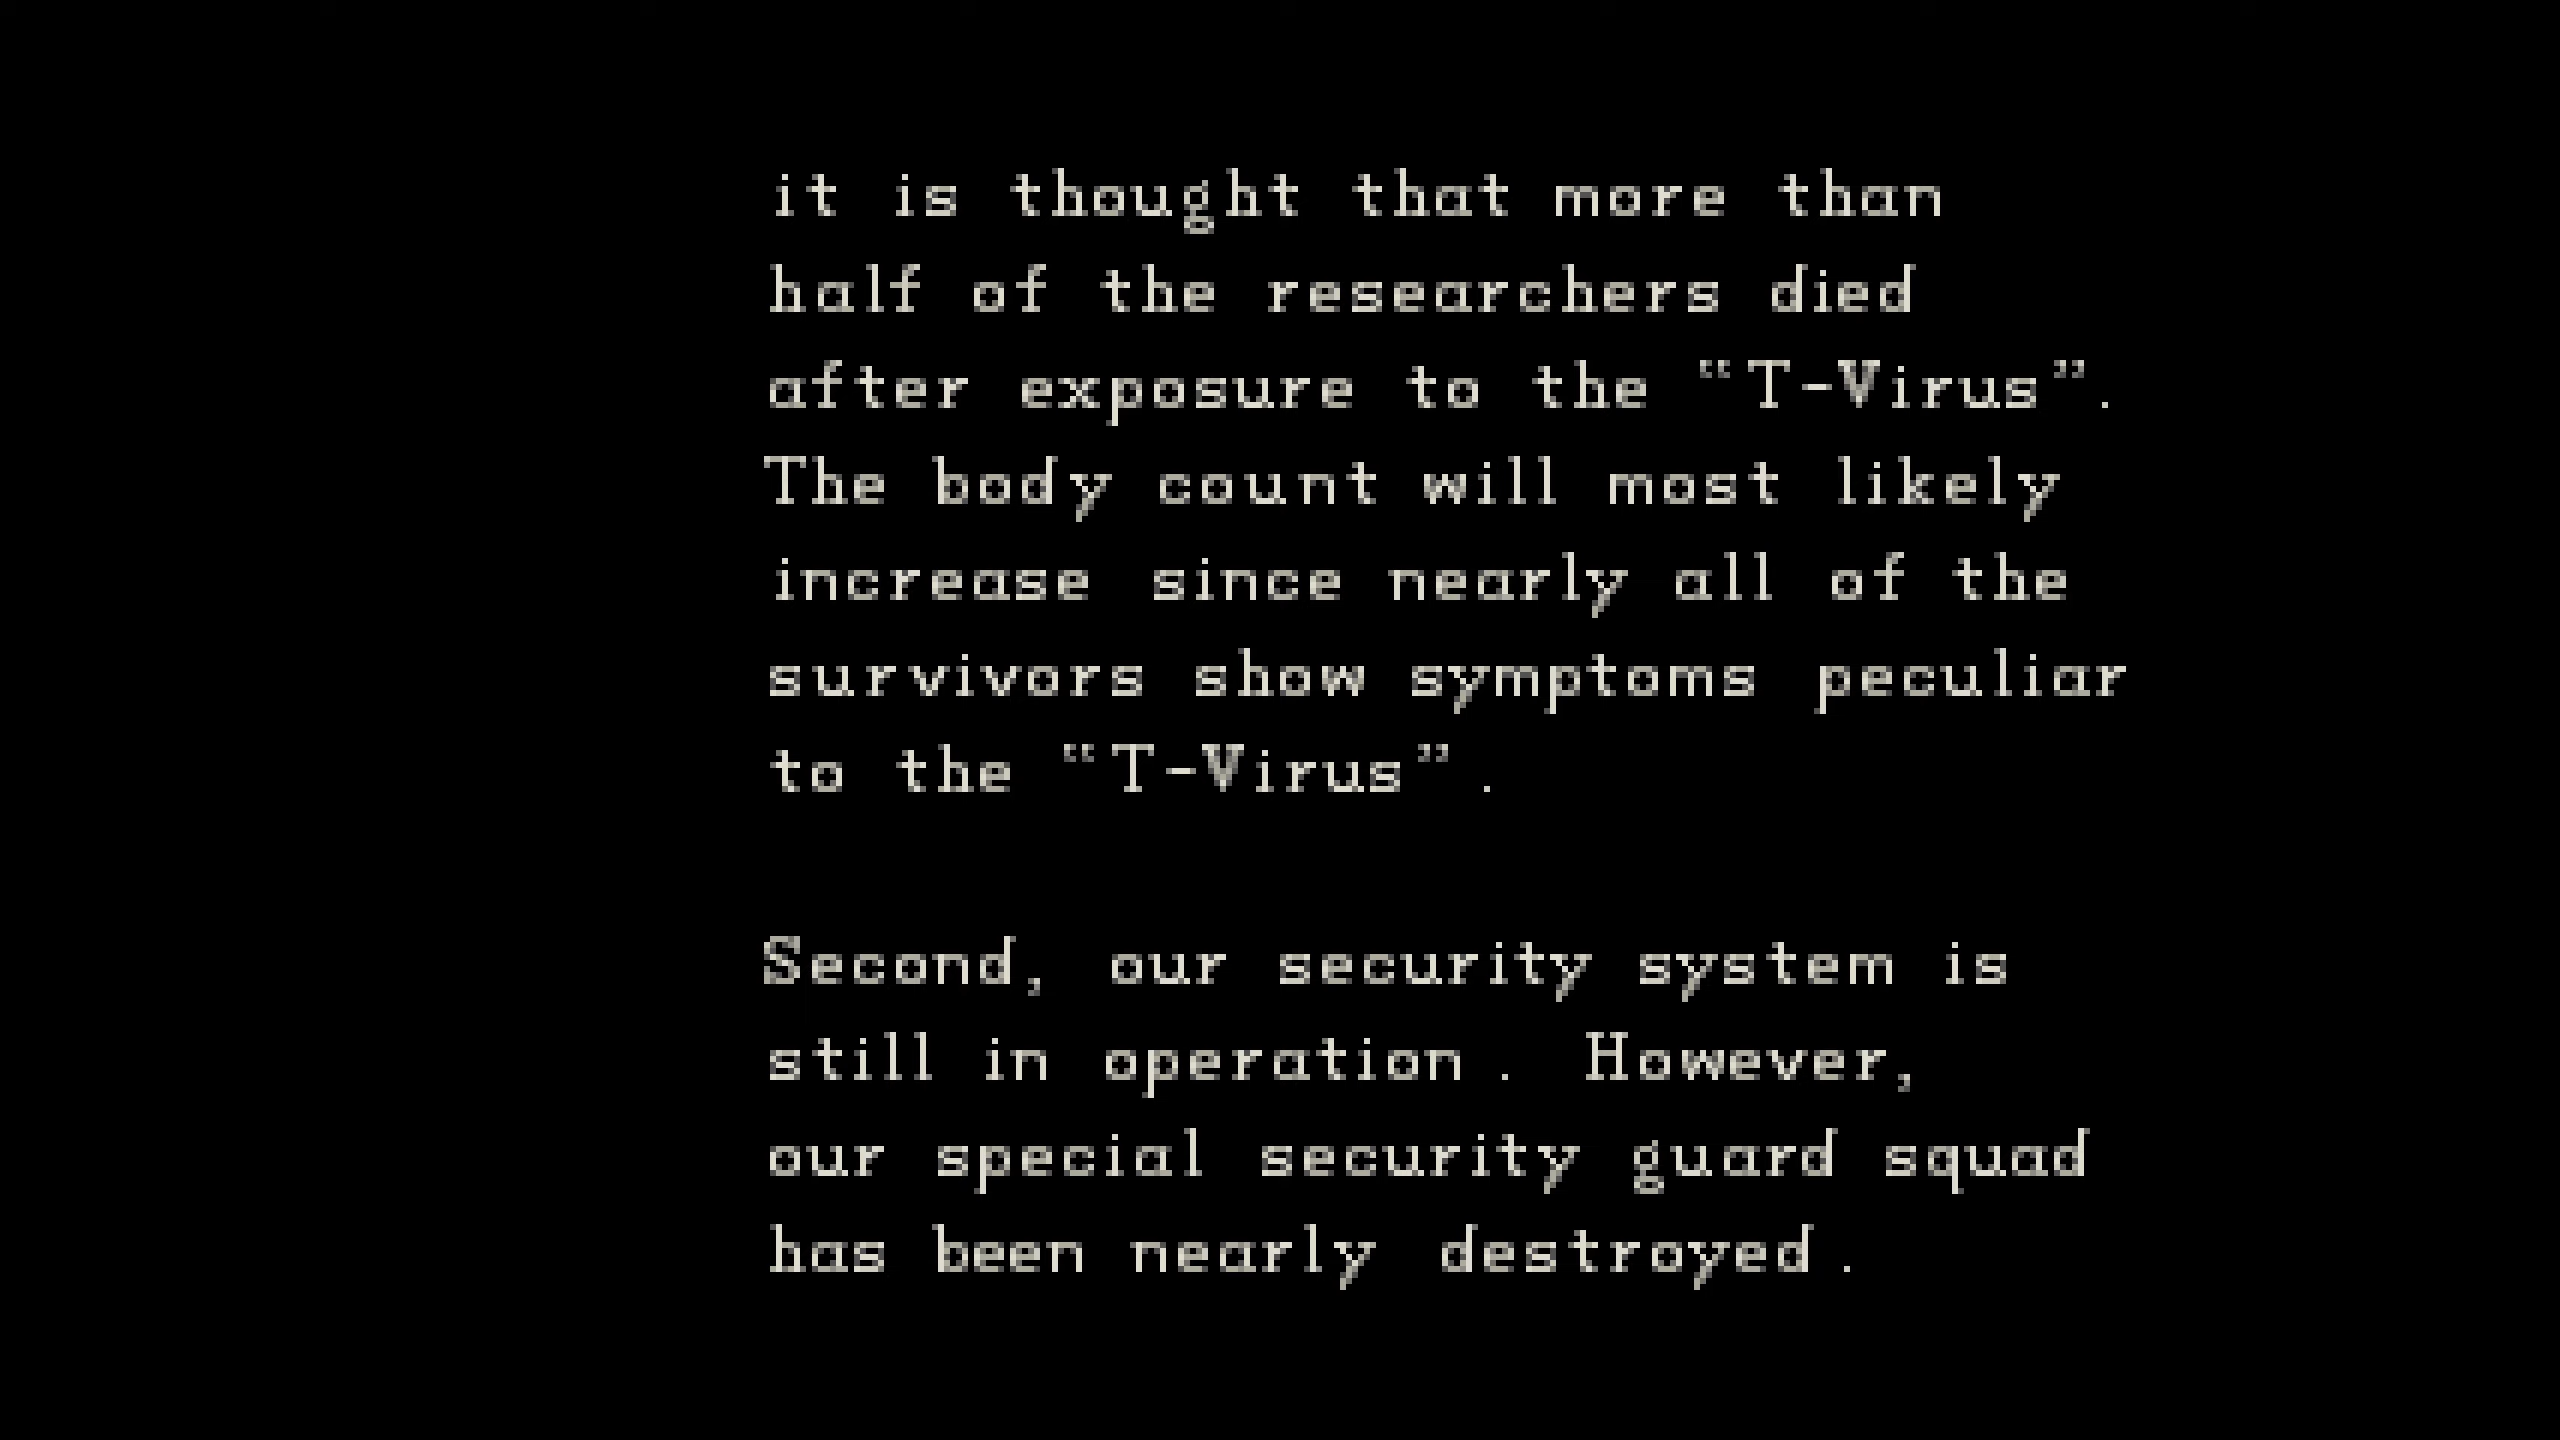 it is thought that more than
half of the researchers died
after exposure to the “T-Virus”.
The body count will most likely
increase since nearly all of the
survivors show symptoms peculiar
to the “T-Virus”.
Second, our security system is
still in operation. However,
our special security guard squad
has been nearly destroyed.